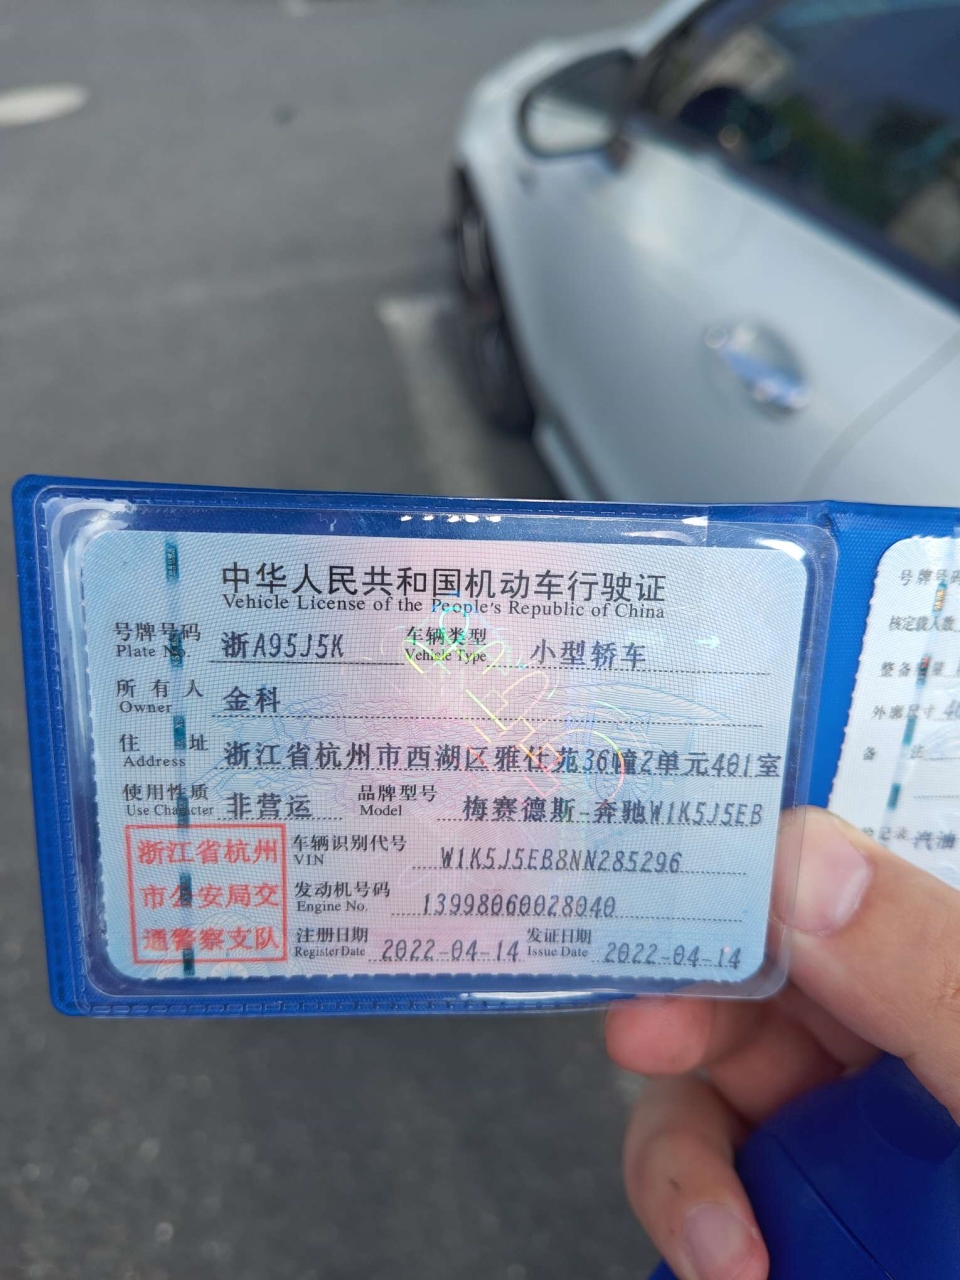 中华人民共和国机动车行驶证
Vehicle License of the People's Republic of China
号牌号码 浙A95J5K 车辆类型 小型轿车
Plate No. Vehicle Type
所有人 金科
Owner
住址 浙江省杭州市西湖区雅仕苑36幢2单元401室
Address
使用性质 非营运 品牌型号 梅赛德斯-奔驰W1K5J5EB
Use Character Model
浙江省杭州
市公安局交
通警察支队
车辆识别代号 W1K5J5EB8NN285296
VIN
发动机号码 13998060028040
Engine No.
注册日期 2022-04-14 发证日期 2022-04-14
Register Date Issue Date
号牌号码
核定载人数
整备质量
外廓尺寸
备注
记录 汽油